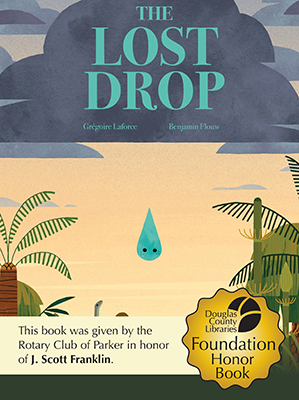 THE
LOST
DROP
Grégoire Laforce Benjamin Flouw
This book was given by the
Rotary Club of Parker in honor
of J. Scott Franklin.
Douglas
County
Libraries
Foundation
Honor
Book